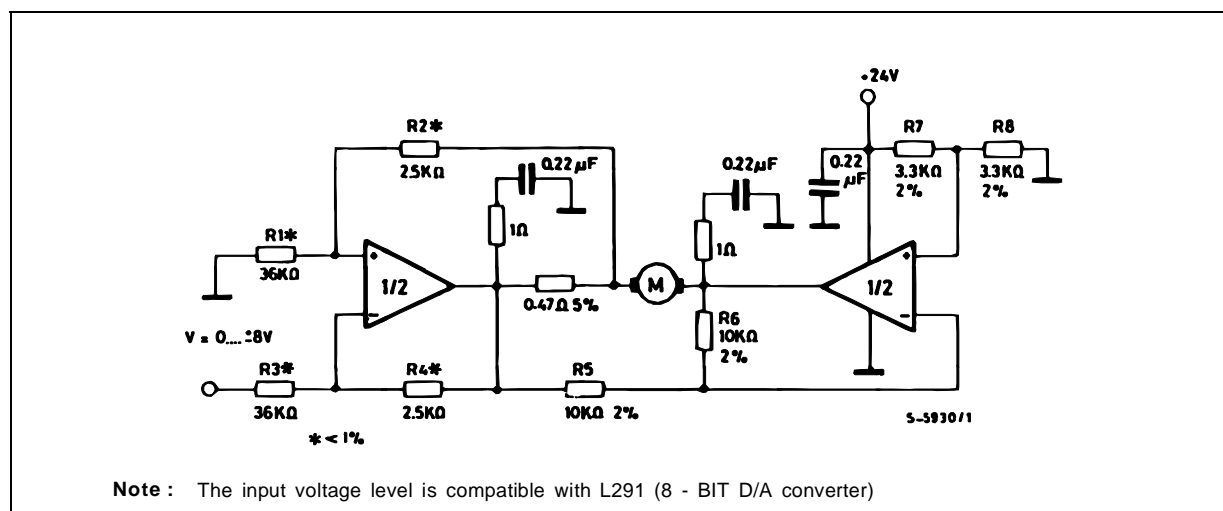 +24V
R2*
2.5KΩ
0.22µF
0.22µF
0.22
µF
R7
3.3KΩ
2%
R8
3.3KΩ
2%
R1*
36KΩ
1Ω
1Ω
+
1/2
−
0.47Ω 5%
M
+
1/2
−
V = 0....±8V
R6
10KΩ
2%
R3*
36KΩ
R4*
2.5KΩ
R5
10KΩ 2%
* < 1%
S-5930/1
Note : The input voltage level is compatible with L291 (8 - BIT D/A converter)